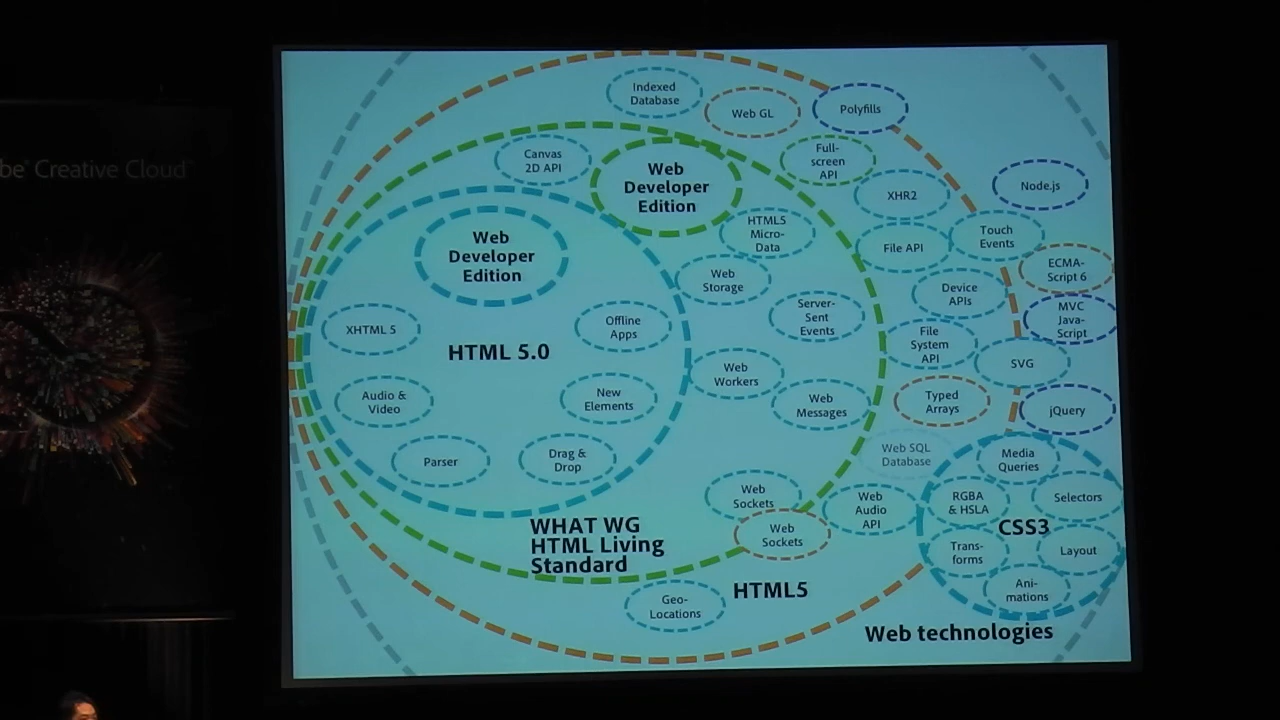 be Creative Cloud
Indexed
Database
Web GL
Polyfills
Canvas
2D API
Web
Developer
Edition
Full-
screen
API
XHR2
Node.js
Web
Developer
Edition
HTML5
Micro-
Data
File API
Touch
Events
ECMA-
Script 6
Web
Storage
Device
APIs
MVC
Java-
Script
XHTML 5
Offline
Apps
Server-
Sent
Events
File
System
API
HTML 5.0
SVG
Web
Workers
Audio &
Video
New
Elements
Web
Messages
Typed
Arrays
jQuery
Parser
Drag &
Drop
Web SQL
Database
Media
Queries
Web
Sockets
Web
Audio
API
RGBA
& HSLA
Selectors
CSS3
WHAT WG
HTML Living
Standard
Web
Sockets
Trans-
forms
Layout
Geo-
Locations
HTML5
Ani-
mations
Web technologies